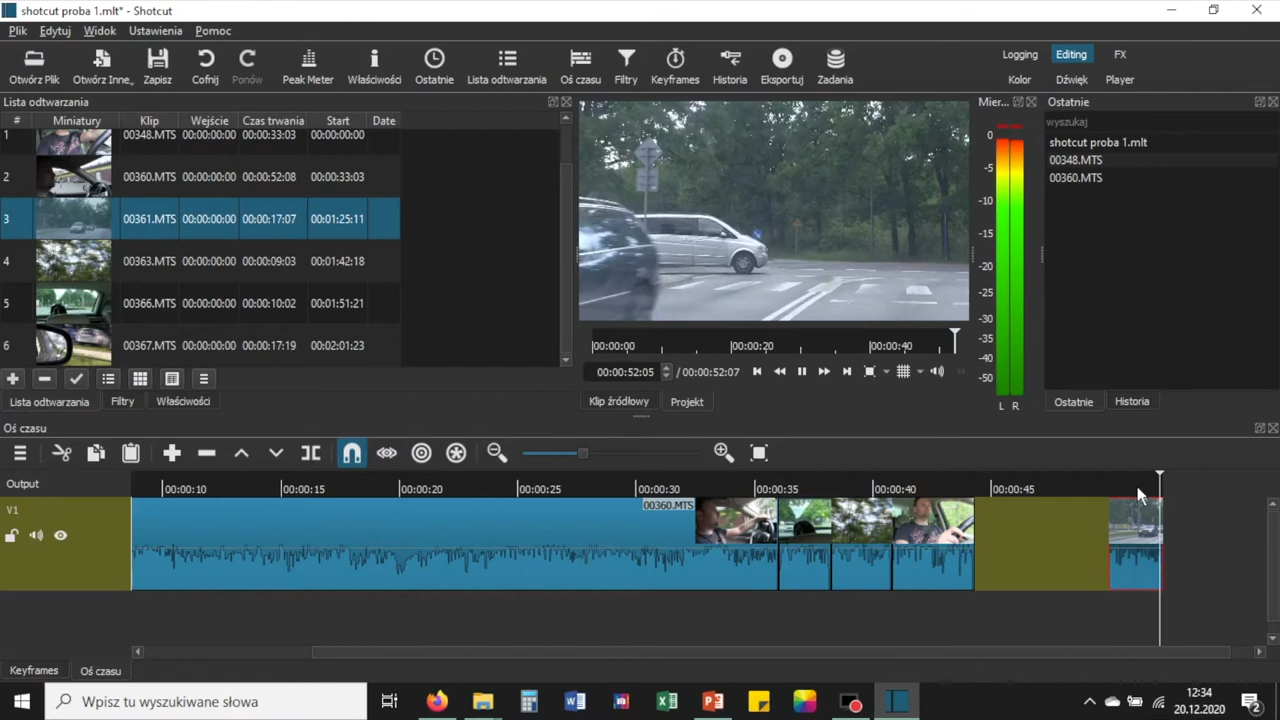 shotcut proba 1.mlt* - Shotcut
Plik Edytuj Widok Ustawienia Pomoc
Otwórz Plik Otwórz Inne... Zapisz Cofnij Ponów Peak Meter Właściwości Ostatnie Lista odtwarzania Oś czasu Filtry Keyframes Historia Eksportuj Zadania
Logging Editing FX
Kolor Dźwięk Player
Lista odtwarzania
# Miniatury Klip Wejście Czas trwania Start Date
1 00348.MTS 00:00:00:00 00:00:33:03 00:00:00:00
2 00360.MTS 00:00:00:00 00:00:52:08 00:00:33:03
3 00361.MTS 00:00:00:00 00:00:17:07 00:01:25:11
4 00363.MTS 00:00:00:00 00:00:09:03 00:01:42:18
5 00366.MTS 00:00:00:00 00:00:10:02 00:01:51:21
6 00367.MTS 00:00:00:00 00:00:17:19 00:02:01:23
Lista odtwarzania Filtry Właściwości
00:00:00 00:00:20 00:00:40
00:00:52:05 / 00:00:52:07
Klip źródłowy Projekt
Mier...
0
-5
-10
-15
-20
-25
-30
-35
-40
-50
L R
Ostatnie
wyszukaj
shotcut proba 1.mlt
00348.MTS
00360.MTS
Ostatnie Historia
Oś czasu
Output
00:00:10 00:00:15 00:00:20 00:00:25 00:00:30 00:00:35 00:00:40 00:00:45
V1
00360.MTS
Keyframes Oś czasu
Wpisz tu wyszukiwane słowa
12:34
20.12.2020
2